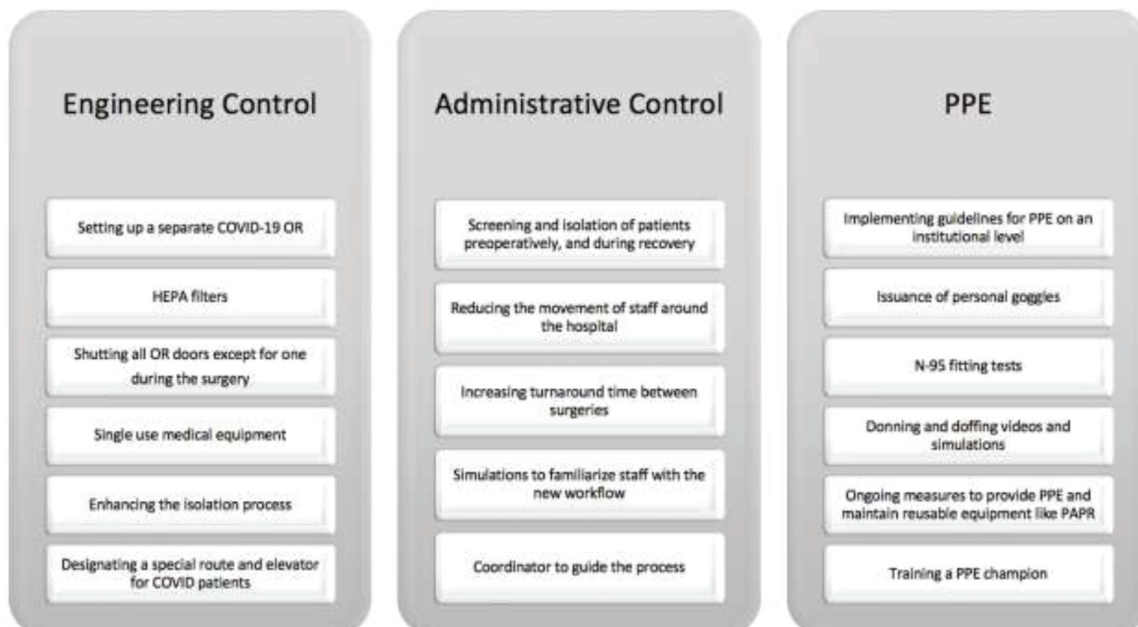 Engineering Control
Setting up a separate COVID-19 OR
HEPA filters
Shutting all OR doors except for one
during the surgery
Single use medical equipment
Enhancing the isolation process
Designating a special route and elevator
for COVID patients
Administrative Control
Screening and isolation of patients
preoperatively, and during recovery
Reducing the movement of staff around
the hospital
Increasing turnaround time between
surgeries
Simulations to familiarize staff with the
new workflow
Coordinator to guide the process
PPE
Implementing guidelines for PPE on an
institutional level
Issuance of personal goggles
N-95 fitting tests
Donning and doffing videos and
simulations
Ongoing measures to provide PPE and
maintain reusable equipment like PAPR
Training a PPE champion